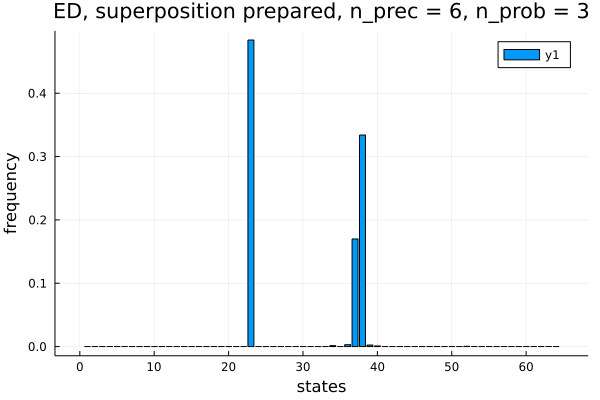 ED, superposition prepared, n_prec = 6, n_prob = 3
y1
0.4
0.3
0.2
0.1
0.0
frequency
0 10 20 30 40 50 60
states